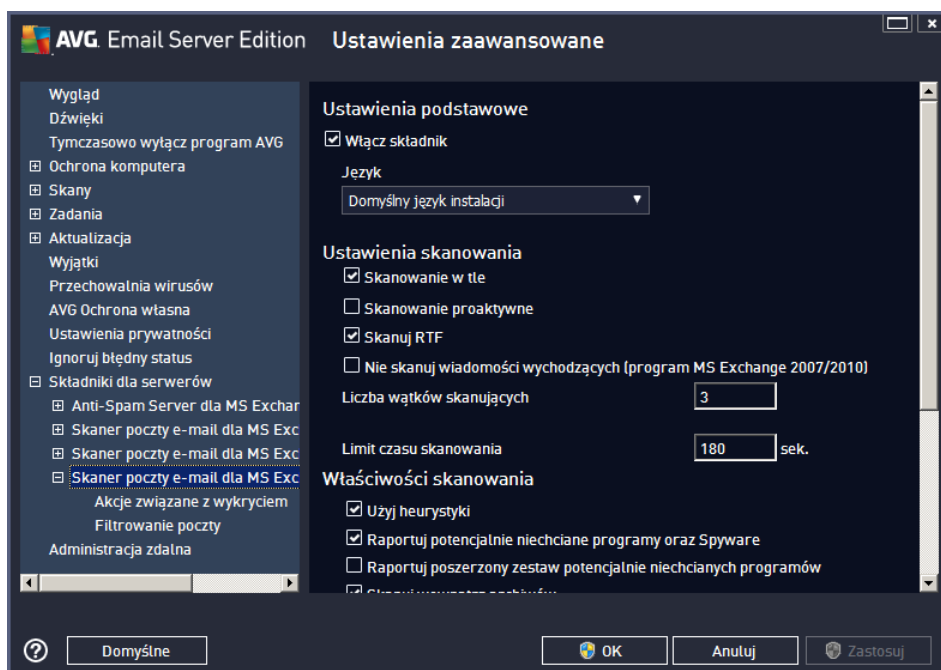 AVG. Email Server Edition Ustawienia zaawansowane
Wygląd
Dźwięki
Tymczasowo wyłącz program AVG
Ochrona komputera
Skany
Zadania
Aktualizacja
Wyjątki
Przechowalnia wirusów
AVG Ochrona własna
Ustawienia prywatności
Ignoruj błędny status
Składniki dla serwerów
Anti-Spam Server dla MS Exchar
Skaner poczty e-mail dla MS Exc
Skaner poczty e-mail dla MS Exc
Skaner poczty e-mail dla MS Exc
Akcje związane z wykryciem
Filtrowanie poczty
Administracja zdalna
Ustawienia podstawowe
Włącz składnik
Język
Domyślny język instalacji
Ustawienia skanowania
Skanowanie w tle
Skanowanie proaktywne
Skanuj RTF
Nie skanuj wiadomości wychodzących (program MS Exchange 2007/2010)
Liczba wątków skanujących 3
Limit czasu skanowania 180 sek.
Właściwości skanowania
Użyj heurystyki
Raportuj potencjalnie niechciane programy oraz Spyware
Raportuj poszerzony zestaw potencjalnie niechcianych programów
Domyślne
OK
Anuluj
Zastosuj